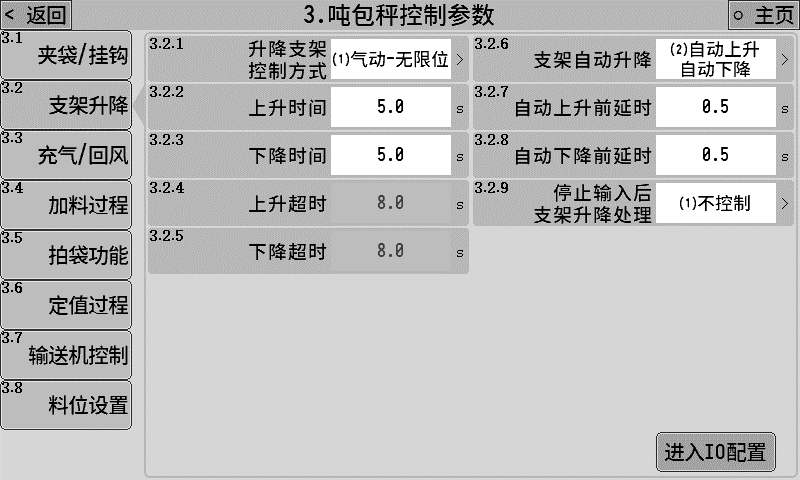 < 返回
3.吨包秤控制参数
○ 主页
3.1
夹袋/挂钩
3.2
支架升降
3.3
充气/回风
3.4
加料过程
3.5
拍袋功能
3.6
定值过程
3.7
输送机控制
3.8
料位设置
3.2.1
升降支架
控制方式
(1)气动-无限位 >
3.2.2
上升时间 5.0 s
3.2.3
下降时间 5.0 s
3.2.4
上升超时 8.0 s
3.2.5
下降超时 8.0 s
3.2.6
支架自动升降
(2)自动上升
自动下降 >
3.2.7
自动上升前延时 0.5 s
3.2.8
自动下降前延时 0.5 s
3.2.9
停止输入后
支架升降处理
(1)不控制 >
进入IO配置